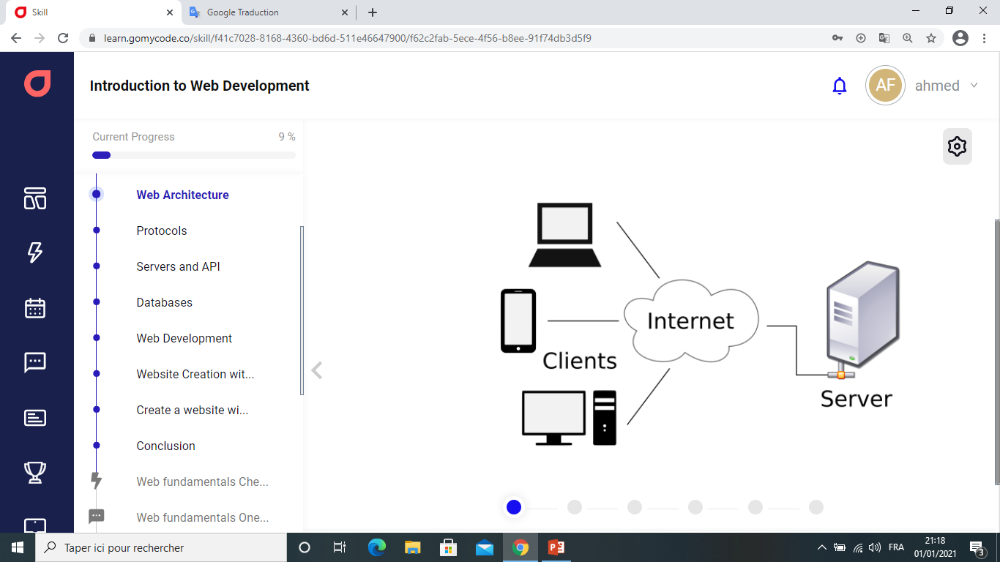 Skill
Google Traduction
learn.gomycode.co/skill/f41c7028-8168-4360-bd6d-511e46647900/f62c2fab-5ece-4f56-b8ee-91f74db3d5f9
Introduction to Web Development
AF
ahmed
Current Progress
9 %
Web Architecture
Protocols
Servers and API
Databases
Web Development
Website Creation wit...
Create a website wi...
Conclusion
Web fundamentals Che...
Web fundamentals One...
Internet
Clients
Server
Taper ici pour rechercher
FRA
21:18
01/01/2021
3